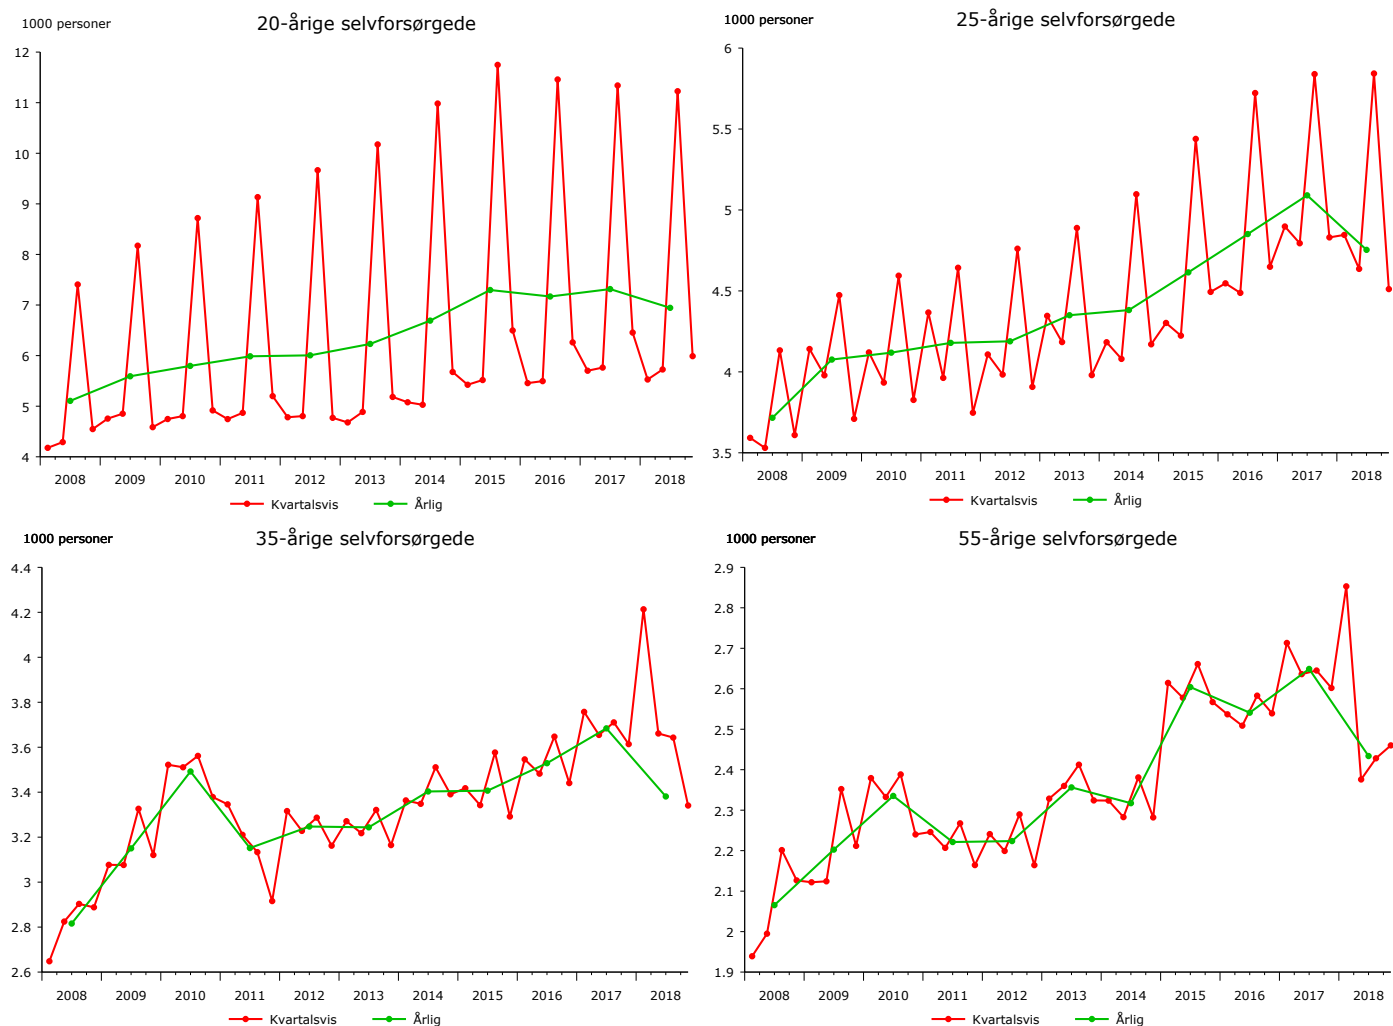 1000 personer
20-årige selvforsørgede
12
11
10
9
8
7
6
5
4
2008 2009 2010 2011 2012 2013 2014 2015 2016 2017 2018
Kvartalsvis Årlig
1000 personer
25-årige selvforsørgede
6
5.5
5
4.5
4
3.5
2008 2009 2010 2011 2012 2013 2014 2015 2016 2017 2018
Kvartalsvis Årlig
1000 personer
35-årige selvforsørgede
4.4
4.2
4
3.8
3.6
3.4
3.2
3
2.8
2.6
2008 2009 2010 2011 2012 2013 2014 2015 2016 2017 2018
Kvartalsvis Årlig
1000 personer
55-årige selvforsørgede
2.9
2.8
2.7
2.6
2.5
2.4
2.3
2.2
2.1
2
1.9
2008 2009 2010 2011 2012 2013 2014 2015 2016 2017 2018
Kvartalsvis Årlig